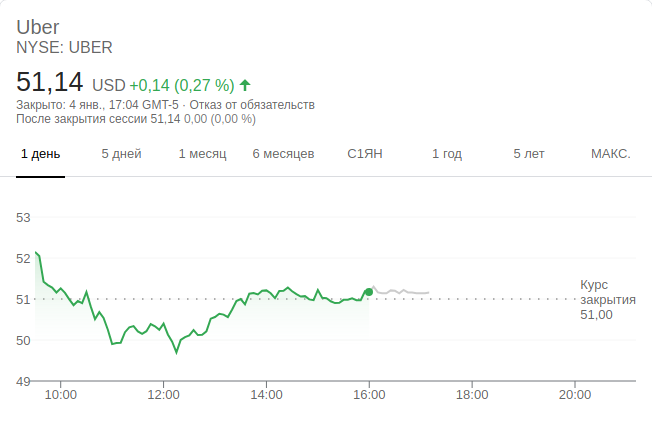 Uber
NYSE: UBER
51,14 USD +0,14 (0,27 %)
Закрыто: 4 янв., 17:04 GMT-5 · Отказ от обязательств
После закрытия сессии 51,14 0,00 (0,00 %)
1 день 5 дней 1 месяц 6 месяцев С1ЯН 1 год 5 лет МАКС.
53
52
51
50
49
Курс
закрытия
51,00
10:00 12:00 14:00 16:00 18:00 20:00